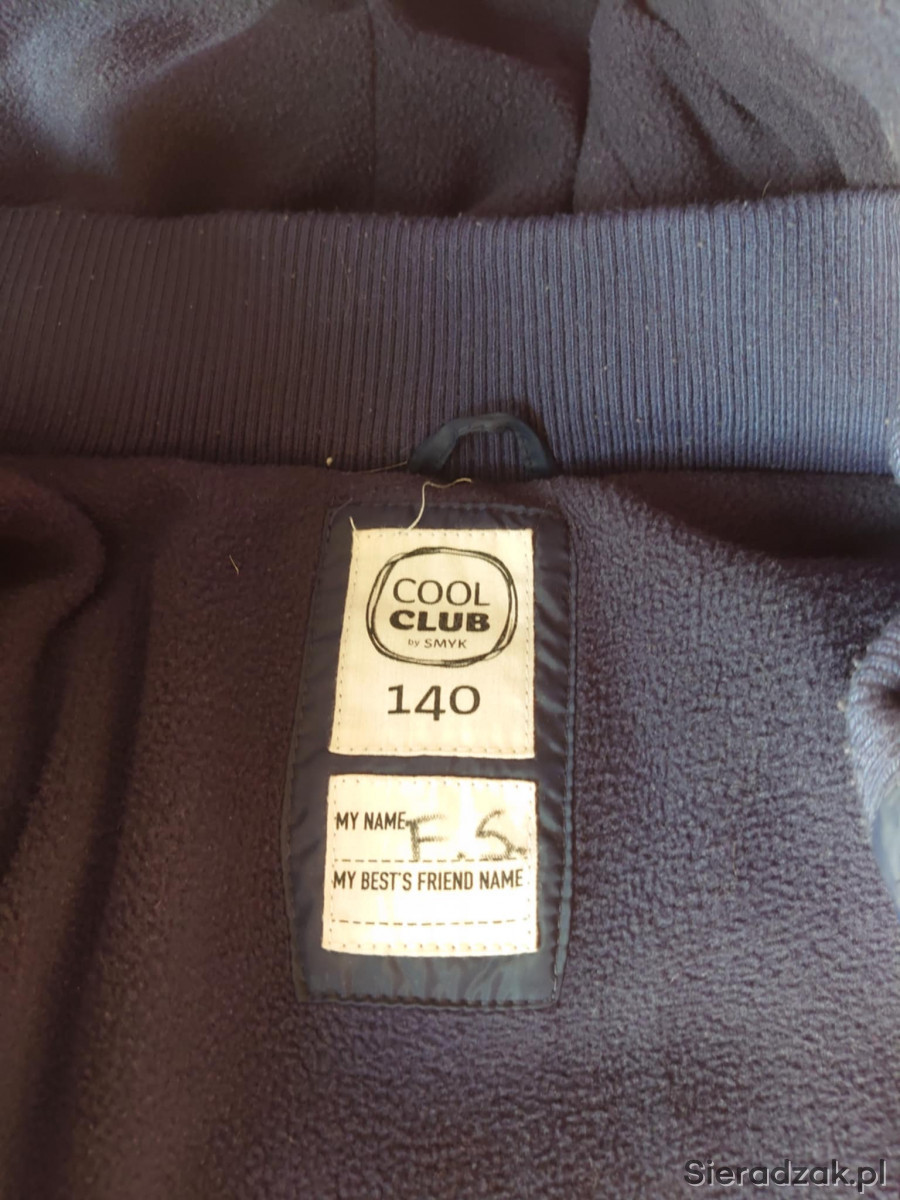 COOL
CLUB
by SMYK
140
MY NAME F.S.
MY BEST'S FRIEND NAME
Sieradzak.pl